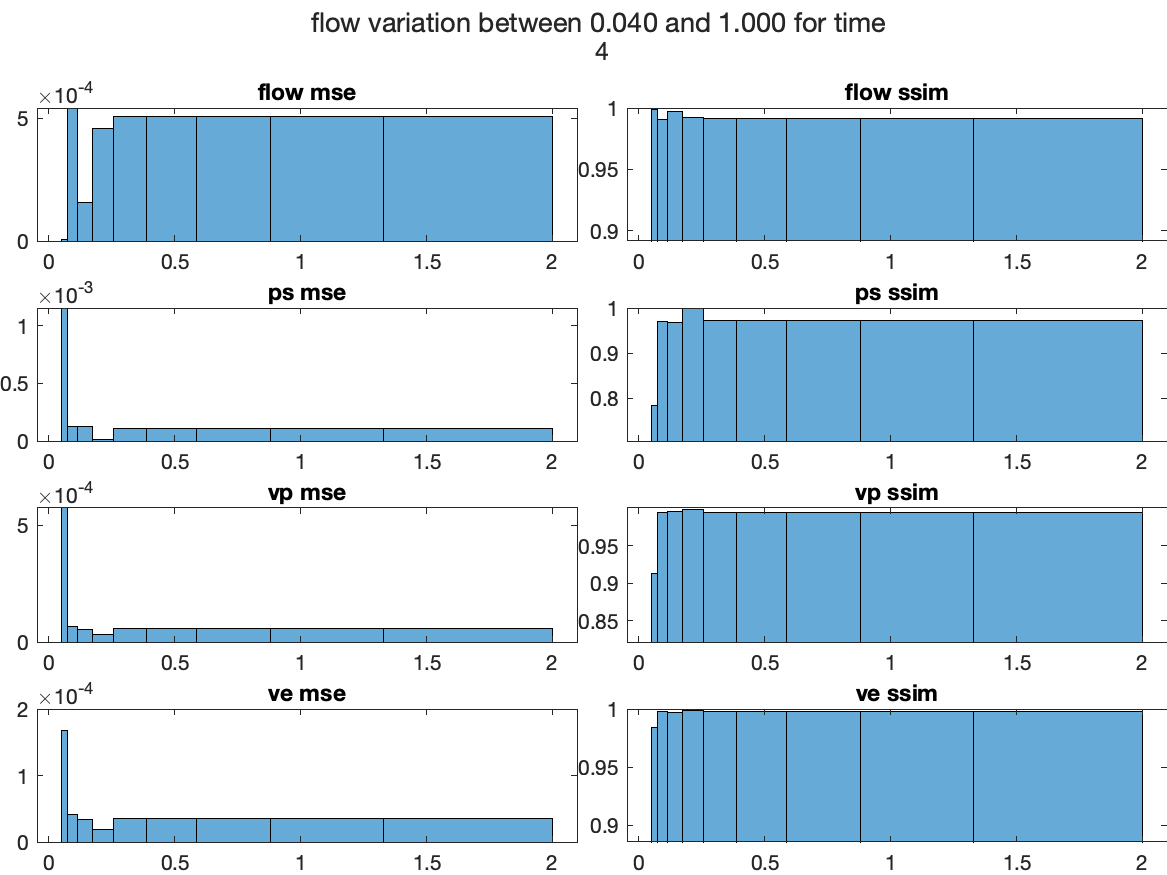 flow variation between 0.040 and 1.000 for time
4
×10⁻⁴ flow mse
5
0
0 0.5 1 1.5 2
flow ssim
1
0.95
0.9
0 0.5 1 1.5 2
×10⁻³ ps mse
1
0.5
0
0 0.5 1 1.5 2
ps ssim
1
0.9
0.8
0 0.5 1 1.5 2
×10⁻⁴ vp mse
5
0
0 0.5 1 1.5 2
vp ssim
0.95
0.9
0.85
0 0.5 1 1.5 2
×10⁻⁴ ve mse
2
1
0
0 0.5 1 1.5 2
ve ssim
1
0.95
0.9
0 0.5 1 1.5 2